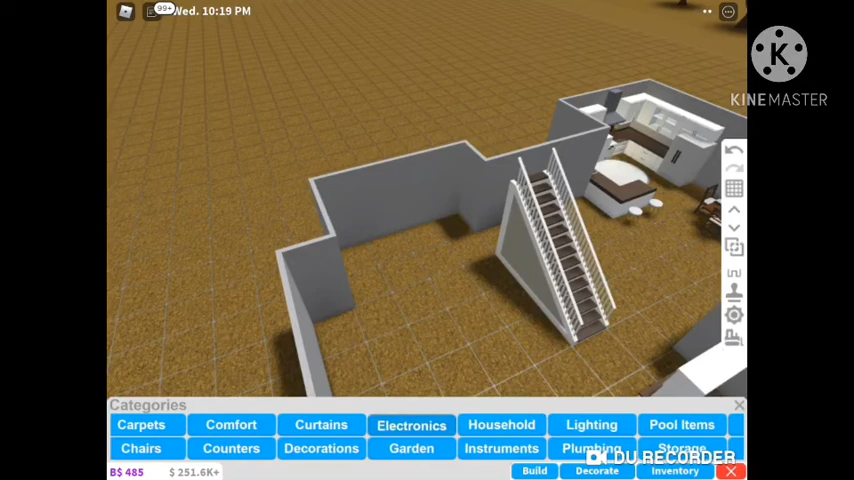 99+
Wed. 10:19 PM
K
KINEMASTER
Categories
Carpets Comfort Curtains Electronics Household Lighting Pool Items
Chairs Counters Decorations Garden Instruments Plumbing Storage
DU RECORDER
B$ 485 $ 251.6K+ Build Decorate Inventory